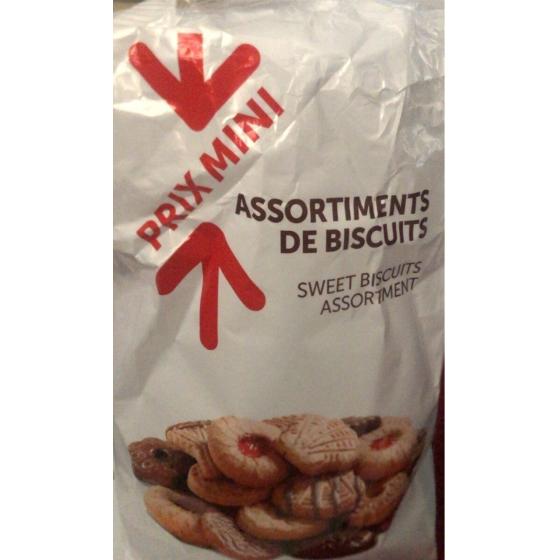 PRIX MINI
ASSORTIMENTS
DE BISCUITS
SWEET BISCUITS
ASSORTMENT